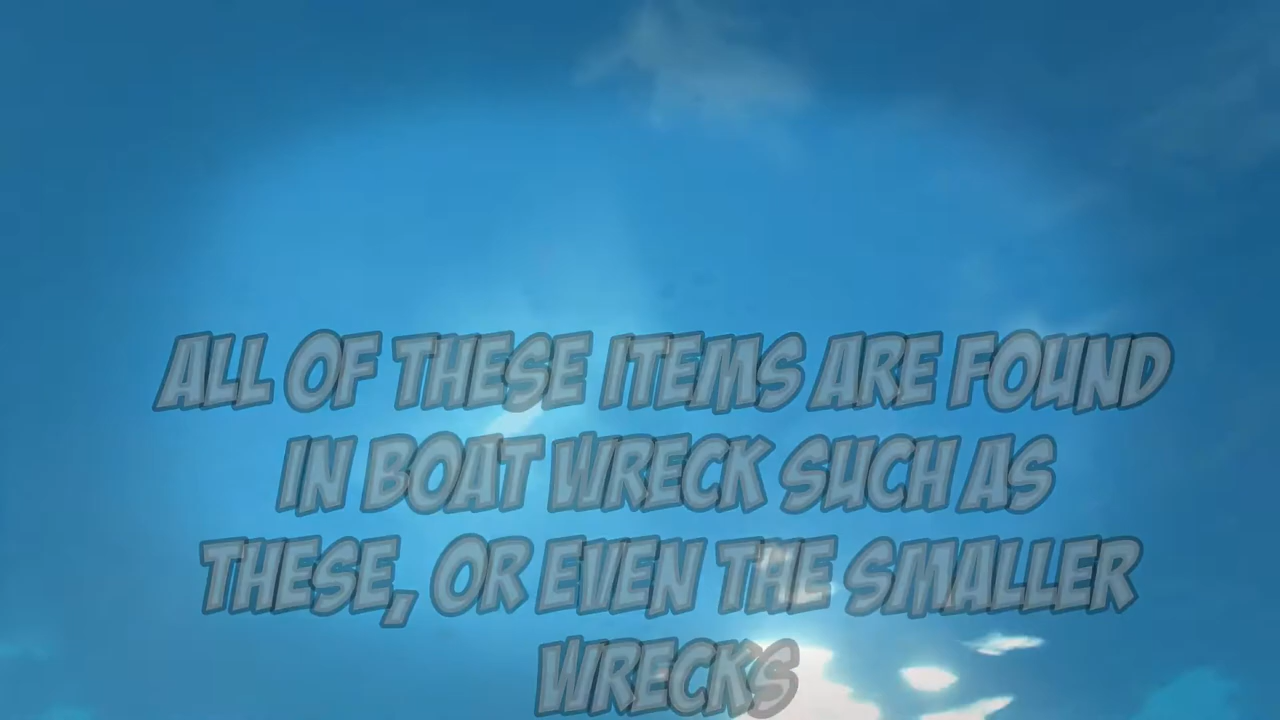 ALL OF THESE ITEMS ARE FOUND
IN BOAT WRECK SUCH AS
THESE, OR EVEN THE SMALLER
WRECKS